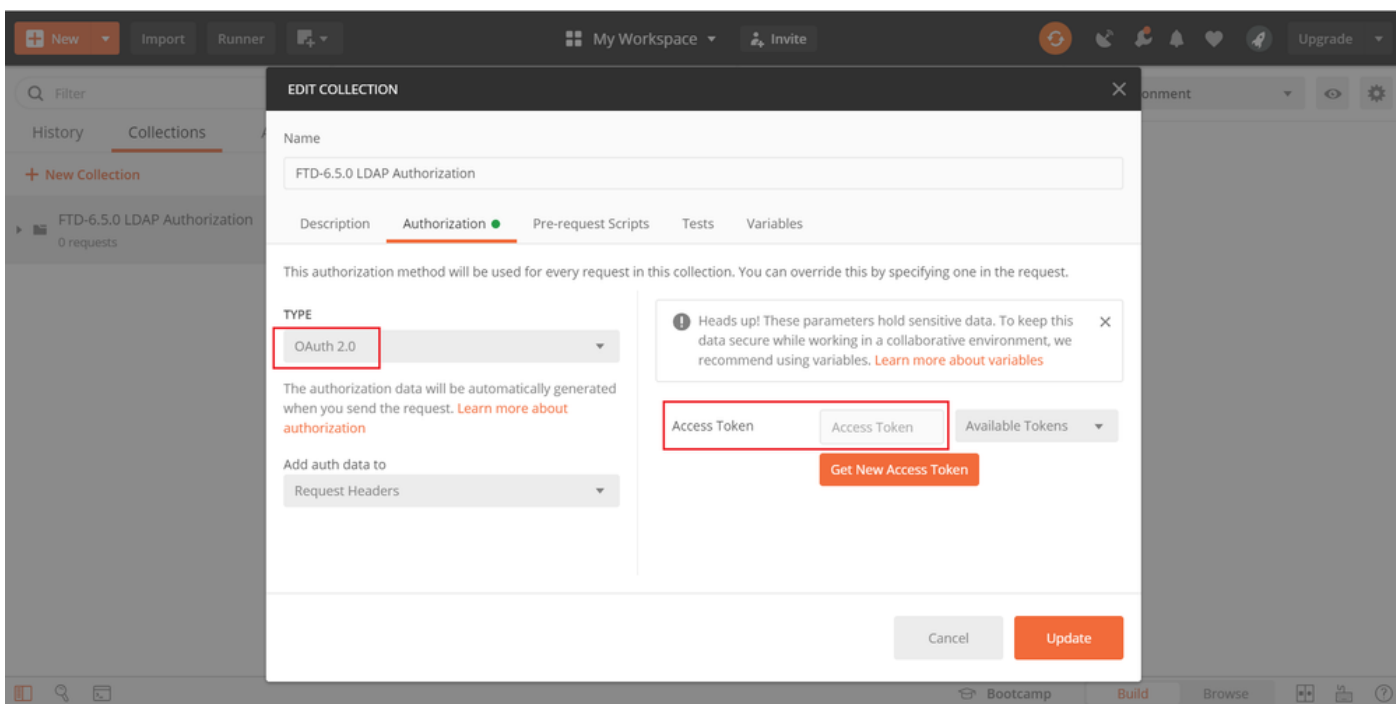 New Import Runner My Workspace Invite Upgrade
Filter
onment
History Collections
+ New Collection
FTD-6.5.0 LDAP Authorization
0 requests
EDIT COLLECTION
Name
FTD-6.5.0 LDAP Authorization
Description Authorization Pre-request Scripts Tests Variables
This authorization method will be used for every request in this collection. You can override this by specifying one in the request.
TYPE
OAuth 2.0
The authorization data will be automatically generated
when you send the request. Learn more about
authorization
Add auth data to
Request Headers
Heads up! These parameters hold sensitive data. To keep this
data secure while working in a collaborative environment, we
recommend using variables. Learn more about variables
Access Token Access Token Available Tokens
Get New Access Token
Cancel Update
Bootcamp Build Browse